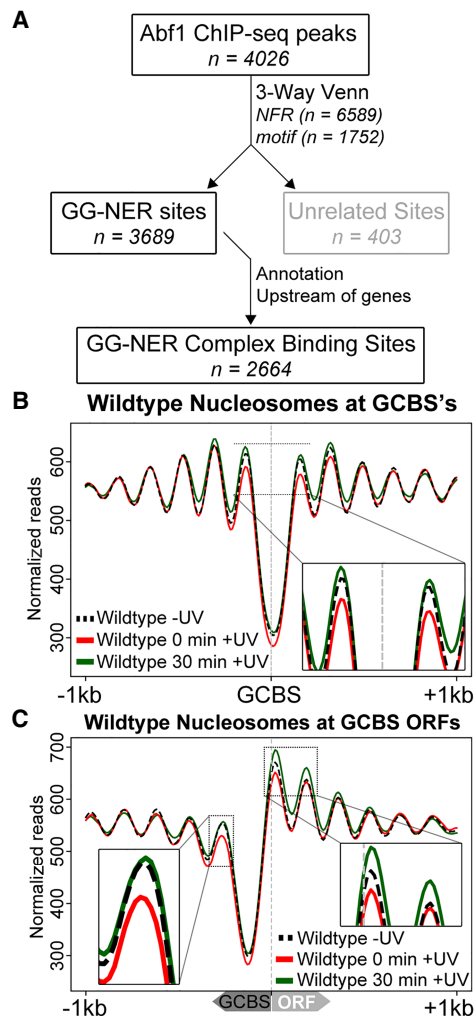 A
Abf1 ChIP-seq peaks
n = 4026
3-Way Venn
NFR (n = 6589)
motif (n = 1752)
GG-NER sites
n = 3689
Unrelated Sites
n = 403
Annotation
Upstream of genes
GG-NER Complex Binding Sites
n = 2664
B
Wildtype Nucleosomes at GCBS's
Normalized reads
600
500
400
300
Wildtype -UV
Wildtype 0 min +UV
Wildtype 30 min +UV
-1kb
GCBS
+1kb
C
Wildtype Nucleosomes at GCBS ORFs
Normalized reads
700
600
500
400
300
Wildtype -UV
Wildtype 0 min +UV
Wildtype 30 min +UV
-1kb
GCBS
ORF
+1kb